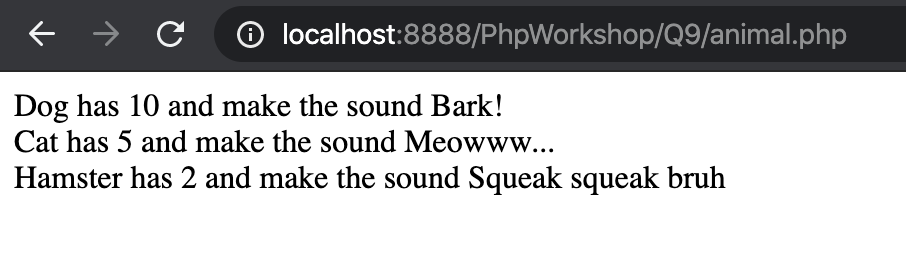 localhost:8888/PhpWorkshop/Q9/animal.php
Dog has 10 and make the sound Bark!
Cat has 5 and make the sound Meowww...
Hamster has 2 and make the sound Squeak squeak bruh